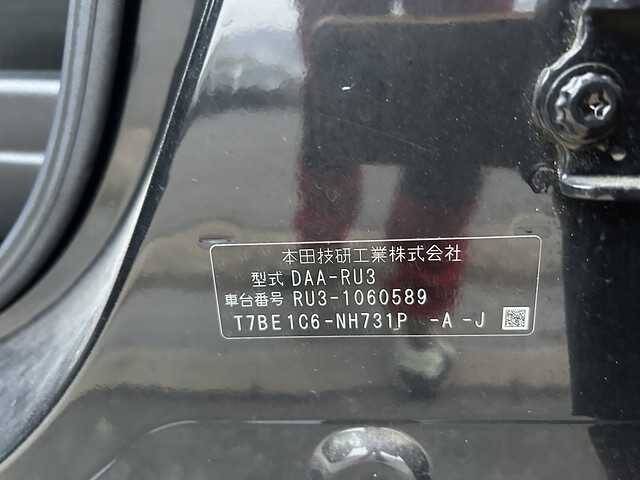 本田技研工業株式会社
型式 DAA-RU3
車台番号 RU3-1060589
T7BE1C6-NH731P -A -J